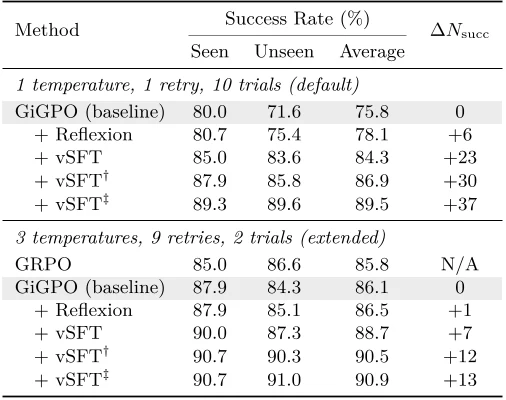 Method Success Rate (%) ΔN_succ
Seen Unseen Average
1 temperature, 1 retry, 10 trials (default)
GiGPO (baseline) 80.0 71.6 75.8 0
+ Reflexion 80.7 75.4 78.1 +6
+ vSFT 85.0 83.6 84.3 +23
+ vSFT† 87.9 85.8 86.9 +30
+ vSFT‡ 89.3 89.6 89.5 +37
3 temperatures, 9 retries, 2 trials (extended)
GRPO 85.0 86.6 85.8 N/A
GiGPO (baseline) 87.9 84.3 86.1 0
+ Reflexion 87.9 85.1 86.5 +1
+ vSFT 90.0 87.3 88.7 +7
+ vSFT† 90.7 90.3 90.5 +12
+ vSFT‡ 90.7 91.0 90.9 +13